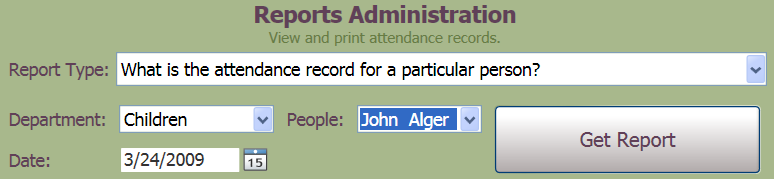 Reports Administration
View and print attendance records.
Report Type: What is the attendance record for a particular person?
Department: Children People: John Alger Get Report
Date: 3/24/2009 15